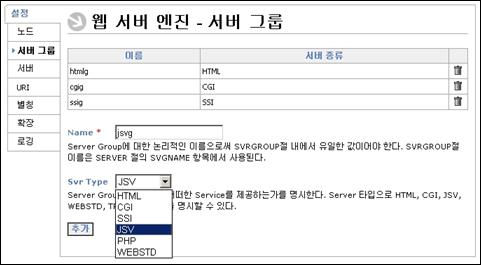 설정
노드
서버 그룹
서버
URI
별칭
확장
로깅
웹 서버 엔진 - 서버 그룹
이름 서버 종류
htmlg HTML
cgig CGI
ssig SSI
Name * jsvg
Server Group에 대한 논리적인 이름으로써 SVRGROUP절 내에서 유일한 값이어야 한다. SVRGROUP절
이름은 SERVER 절의 SVGNAME 항목에서 사용된다.
Svr Type JSV
Server Grou 어떠한 Service를 제공하는가를 명시한다. Server 타입으로 HTML, CGI, JSV,
WEBSTD, 를 명시할 수 있다.
HTML
CGI
SSI
JSV
PHP
WEBSTD
추가